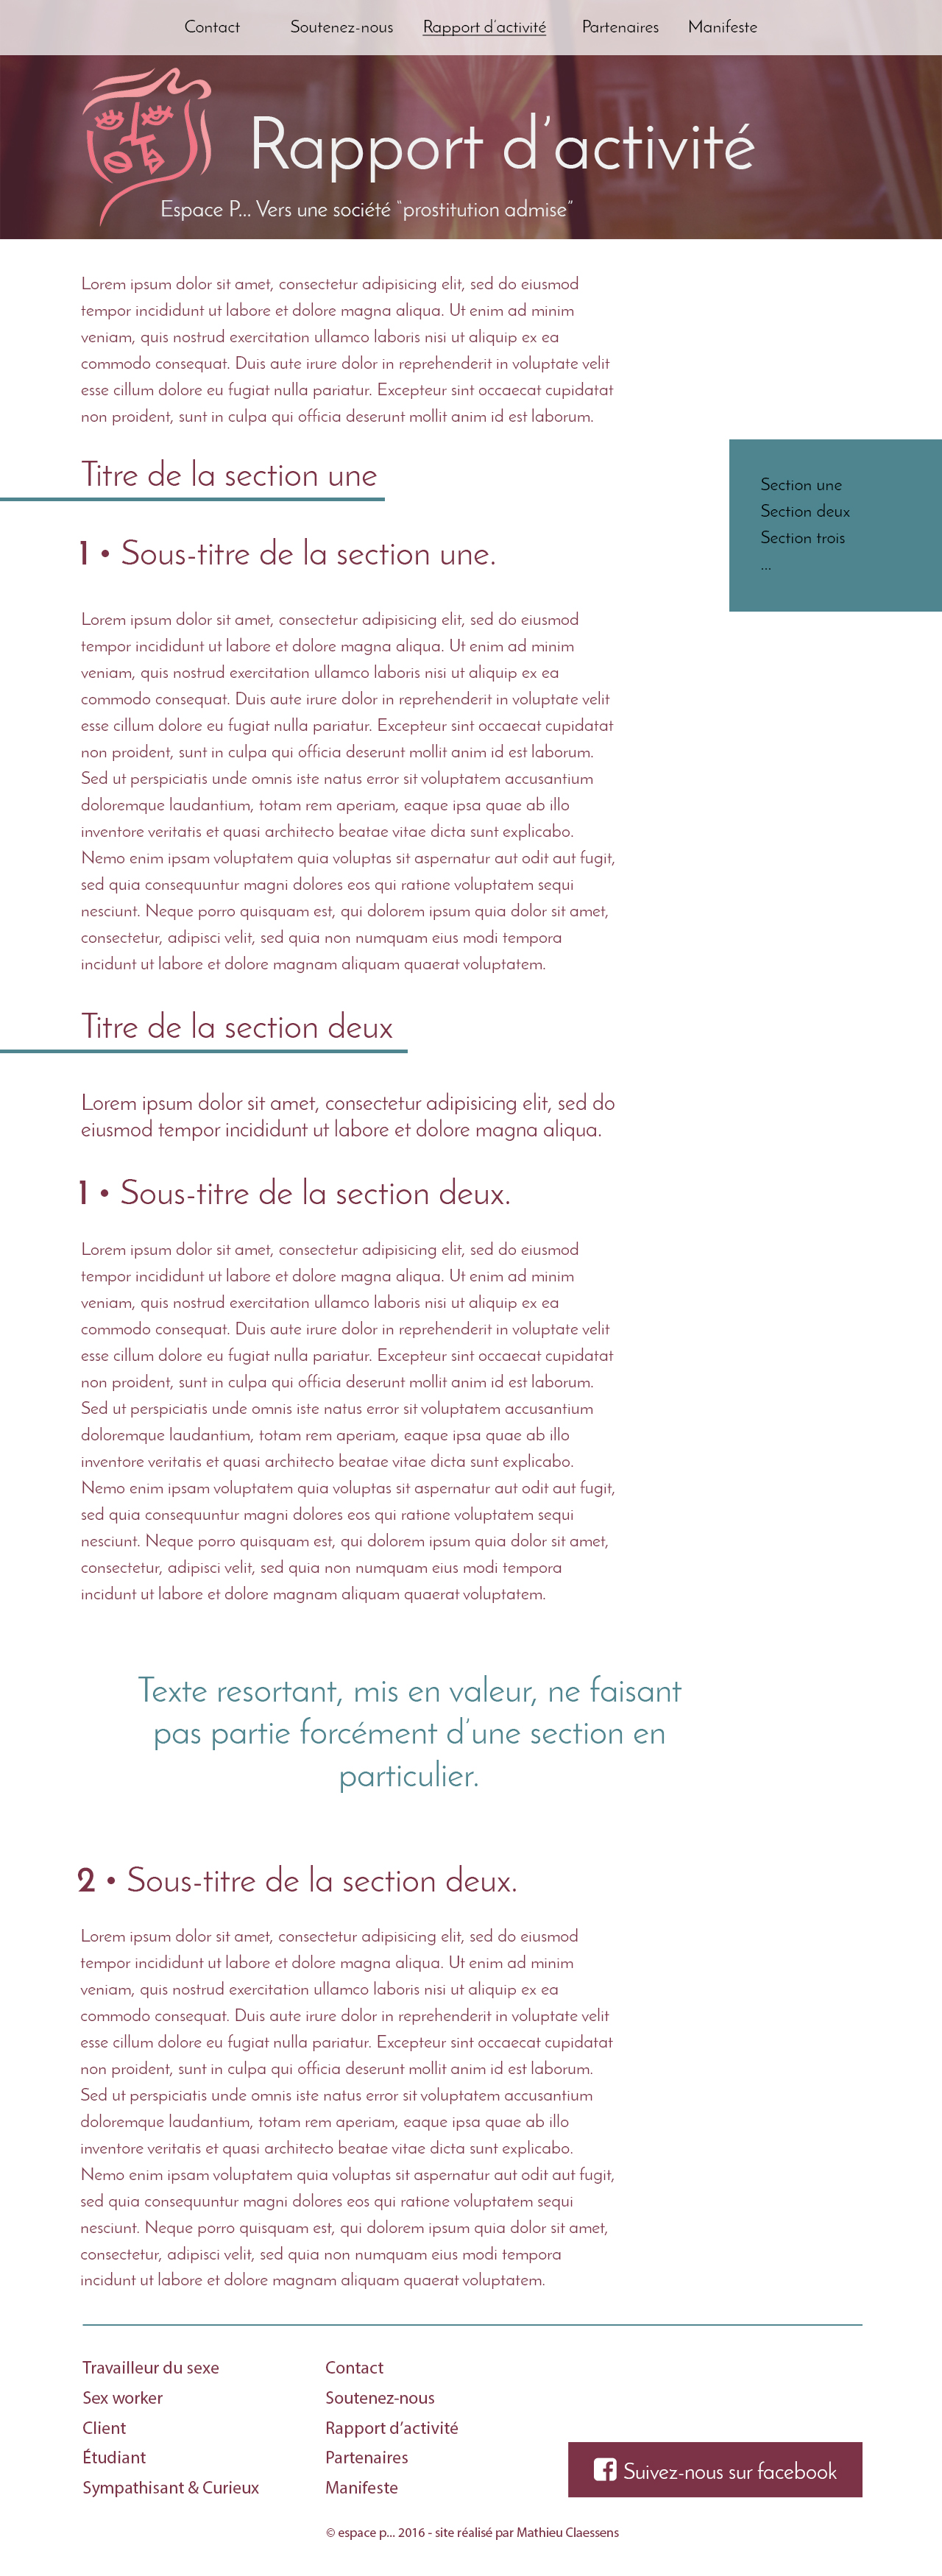 Contact Soutenez-nous Rapport d'activité Partenaires Manifeste
Rapport d'activité
Espace P... Vers une société “prostitution admise”
Lorem ipsum dolor sit amet, consectetur adipisicing elit, sed do eiusmod
tempor incididunt ut labore et dolore magna aliqua. Ut enim ad minim
veniam, quis nostrud exercitation ullamco laboris nisi ut aliquip ex ea
commodo consequat. Duis aute irure dolor in reprehenderit in voluptate velit
esse cillum dolore eu fugiat nulla pariatur. Excepteur sint occaecat cupidatat
non proident, sunt in culpa qui officia deserunt mollit anim id est laborum.
Titre de la section une
Section une
Section deux
Section trois
...
1 • Sous-titre de la section une.
Lorem ipsum dolor sit amet, consectetur adipisicing elit, sed do eiusmod
tempor incididunt ut labore et dolore magna aliqua. Ut enim ad minim
veniam, quis nostrud exercitation ullamco laboris nisi ut aliquip ex ea
commodo consequat. Duis aute irure dolor in reprehenderit in voluptate velit
esse cillum dolore eu fugiat nulla pariatur. Excepteur sint occaecat cupidatat
non proident, sunt in culpa qui officia deserunt mollit anim id est laborum.
Sed ut perspiciatis unde omnis iste natus error sit voluptatem accusantium
doloremque laudantium, totam rem aperiam, eaque ipsa quae ab illo
inventore veritatis et quasi architecto beatae vitae dicta sunt explicabo.
Nemo enim ipsam voluptatem quia voluptas sit aspernatur aut odit aut fugit,
sed quia consequuntur magni dolores eos qui ratione voluptatem sequi
nesciunt. Neque porro quisquam est, qui dolorem ipsum quia dolor sit amet,
consectetur, adipisci velit, sed quia non numquam eius modi tempora
incidunt ut labore et dolore magnam aliquam quaerat voluptatem.
Titre de la section deux
Lorem ipsum dolor sit amet, consectetur adipisicing elit, sed do
eiusmod tempor incididunt ut labore et dolore magna aliqua.
1 • Sous-titre de la section deux.
Lorem ipsum dolor sit amet, consectetur adipisicing elit, sed do eiusmod
tempor incididunt ut labore et dolore magna aliqua. Ut enim ad minim
veniam, quis nostrud exercitation ullamco laboris nisi ut aliquip ex ea
commodo consequat. Duis aute irure dolor in reprehenderit in voluptate velit
esse cillum dolore eu fugiat nulla pariatur. Excepteur sint occaecat cupidatat
non proident, sunt in culpa qui officia deserunt mollit anim id est laborum.
Sed ut perspiciatis unde omnis iste natus error sit voluptatem accusantium
doloremque laudantium, totam rem aperiam, eaque ipsa quae ab illo
inventore veritatis et quasi architecto beatae vitae dicta sunt explicabo.
Nemo enim ipsam voluptatem quia voluptas sit aspernatur aut odit aut fugit,
sed quia consequuntur magni dolores eos qui ratione voluptatem sequi
nesciunt. Neque porro quisquam est, qui dolorem ipsum quia dolor sit amet,
consectetur, adipisci velit, sed quia non numquam eius modi tempora
incidunt ut labore et dolore magnam aliquam quaerat voluptatem.
Texte resortant, mis en valeur, ne faisant
pas partie forcément d'une section en
particulier.
2 • Sous-titre de la section deux.
Lorem ipsum dolor sit amet, consectetur adipisicing elit, sed do eiusmod
tempor incididunt ut labore et dolore magna aliqua. Ut enim ad minim
veniam, quis nostrud exercitation ullamco laboris nisi ut aliquip ex ea
commodo consequat. Duis aute irure dolor in reprehenderit in voluptate velit
esse cillum dolore eu fugiat nulla pariatur. Excepteur sint occaecat cupidatat
non proident, sunt in culpa qui officia deserunt mollit anim id est laborum.
Sed ut perspiciatis unde omnis iste natus error sit voluptatem accusantium
doloremque laudantium, totam rem aperiam, eaque ipsa quae ab illo
inventore veritatis et quasi architecto beatae vitae dicta sunt explicabo.
Nemo enim ipsam voluptatem quia voluptas sit aspernatur aut odit aut fugit,
sed quia consequuntur magni dolores eos qui ratione voluptatem sequi
nesciunt. Neque porro quisquam est, qui dolorem ipsum quia dolor sit amet,
consectetur, adipisci velit, sed quia non numquam eius modi tempora
incidunt ut labore et dolore magnam aliquam quaerat voluptatem.
Travailleur du sexe
Sex worker
Client
Étudiant
Sympathisant & Curieux
Contact
Soutenez-nous
Rapport d'activité
Partenaires
Manifeste
Suivez-nous sur facebook
© espace p... 2016 - site réalisé par Mathieu Claessens